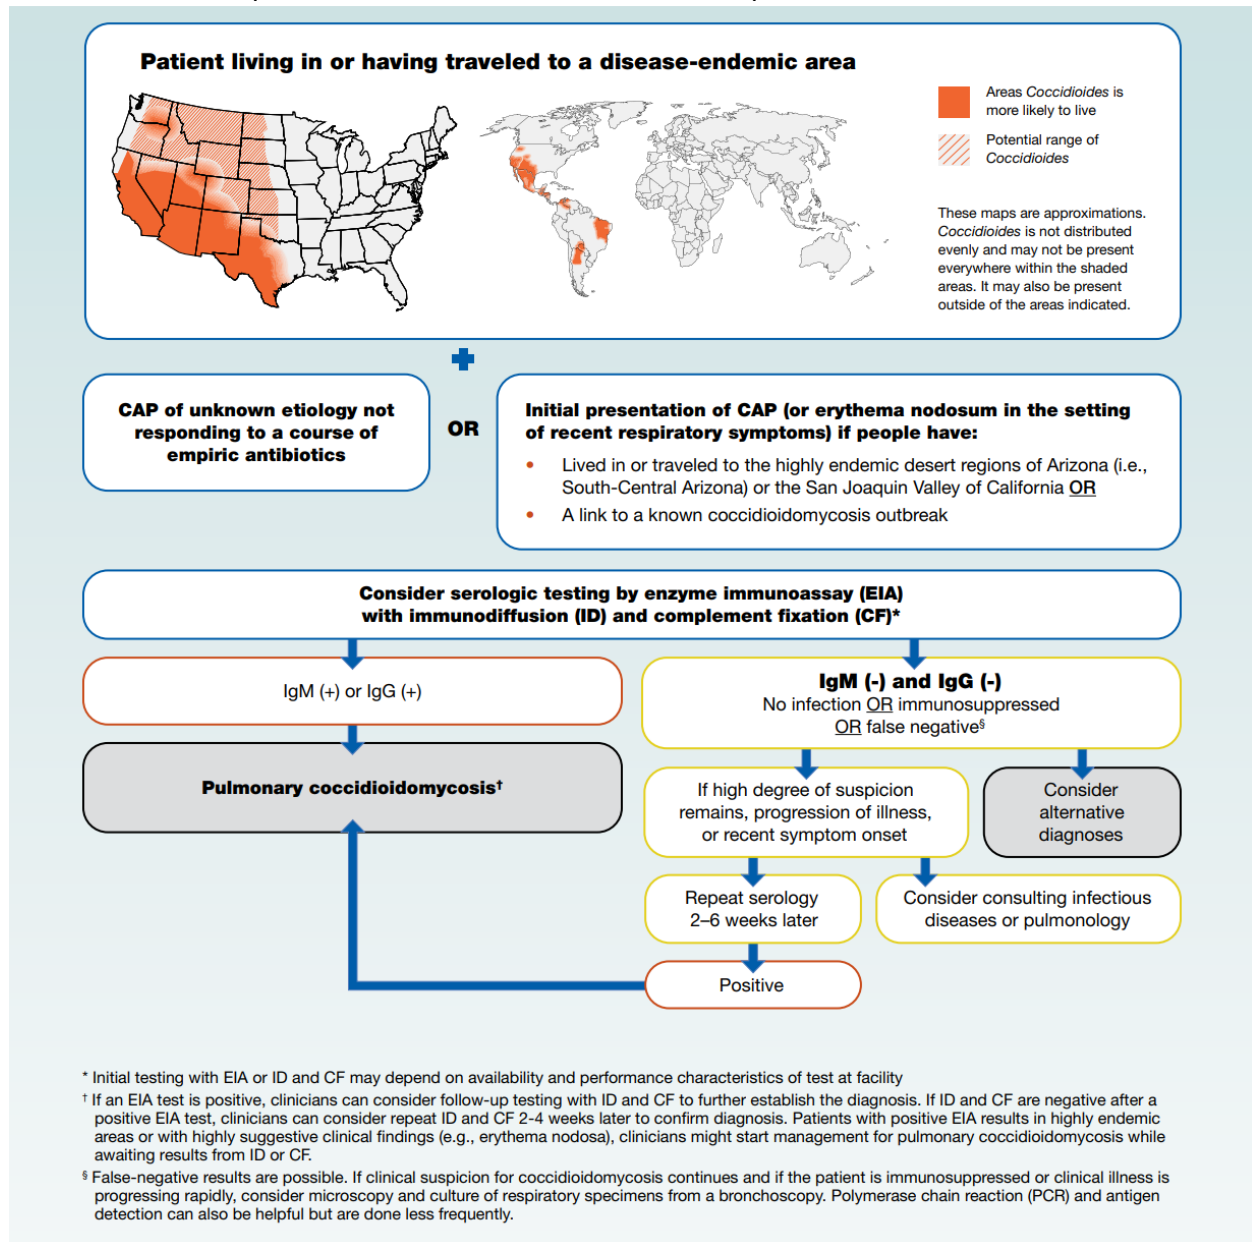 Patient living in or having traveled to a disease-endemic area
Areas Coccidioides is
more likely to live
Potential range of
Coccidioides
These maps are approximations.
Coccidioides is not distributed
evenly and may not be present
everywhere within the shaded
areas. It may also be present
outside of the areas indicated.
CAP of unknown etiology not
responding to a course of
empiric antibiotics
OR
Initial presentation of CAP (or erythema nodosum in the setting
of recent respiratory symptoms) if people have:
• Lived in or traveled to the highly endemic desert regions of Arizona (i.e.,
South-Central Arizona) or the San Joaquin Valley of California OR
• A link to a known coccidioidomycosis outbreak
Consider serologic testing by enzyme immunoassay (EIA)
with immunodiffusion (ID) and complement fixation (CF)*
IgM (+) or IgG (+)
Pulmonary coccidioidomycosis†
IgM (-) and IgG (-)
No infection OR immunosuppressed
OR false negative§
If high degree of suspicion
remains, progression of illness,
or recent symptom onset
Consider
alternative
diagnoses
Repeat serology
2–6 weeks later
Consider consulting infectious
diseases or pulmonology
Positive
* Initial testing with EIA or ID and CF may depend on availability and performance characteristics of test at facility
† If an EIA test is positive, clinicians can consider follow-up testing with ID and CF to further establish the diagnosis. If ID and CF are negative after a
positive EIA test, clinicians can consider repeat ID and CF 2-4 weeks later to confirm diagnosis. Patients with positive EIA results in highly endemic
areas or with highly suggestive clinical findings (e.g., erythema nodosa), clinicians might start management for pulmonary coccidioidomycosis while
awaiting results from ID or CF.
§ False-negative results are possible. If clinical suspicion for coccidioidomycosis continues and if the patient is immunosuppressed or clinical illness is
progressing rapidly, consider microscopy and culture of respiratory specimens from a bronchoscopy. Polymerase chain reaction (PCR) and antigen
detection can also be helpful but are done less frequently.